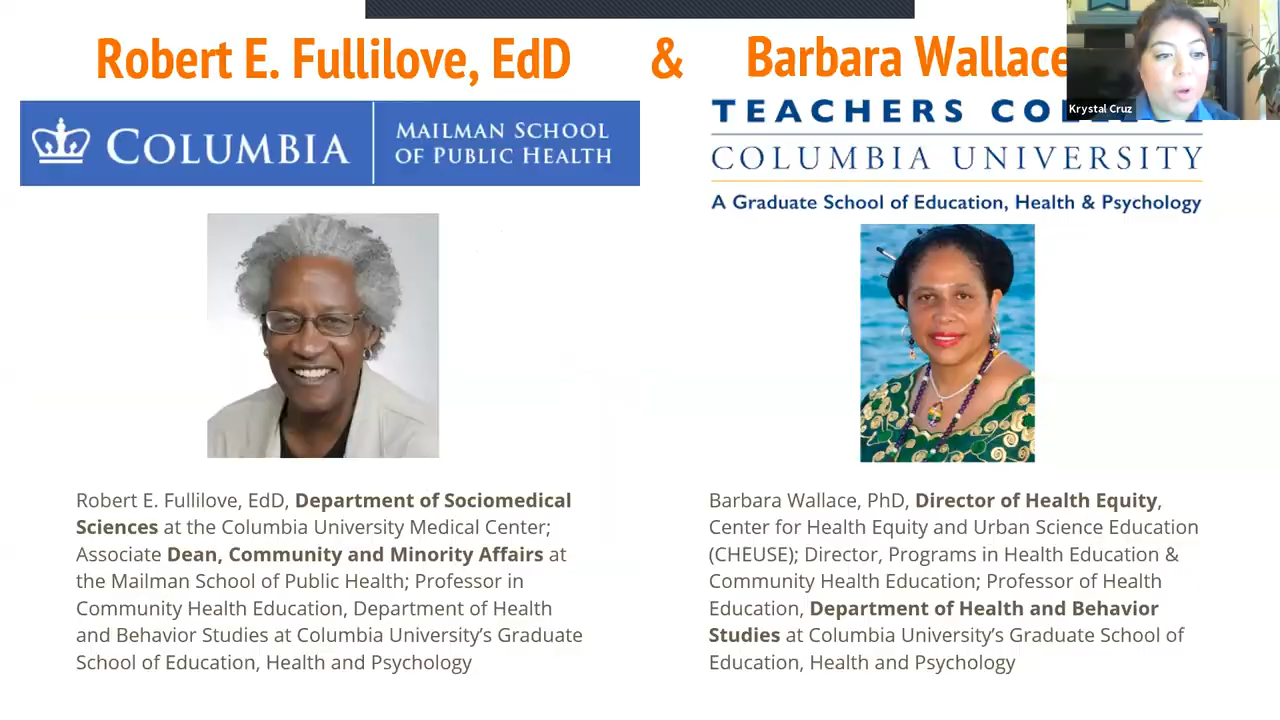 Robert E. Fullilove, EdD & Barbara Wallace
Krystal Cruz
COLUMBIA
MAILMAN SCHOOL
OF PUBLIC HEALTH
TEACHERS
COLUMBIA UNIVERSITY
A Graduate School of Education, Health & Psychology
Robert E. Fullilove, EdD, Department of Sociomedical
Sciences at the Columbia University Medical Center;
Associate Dean, Community and Minority Affairs at
the Mailman School of Public Health; Professor in
Community Health Education, Department of Health
and Behavior Studies at Columbia University’s Graduate
School of Education, Health and Psychology
Barbara Wallace, PhD, Director of Health Equity,
Center for Health Equity and Urban Science Education
(CHEUSE); Director, Programs in Health Education &
Community Health Education; Professor of Health
Education, Department of Health and Behavior
Studies at Columbia University’s Graduate School of
Education, Health and Psychology